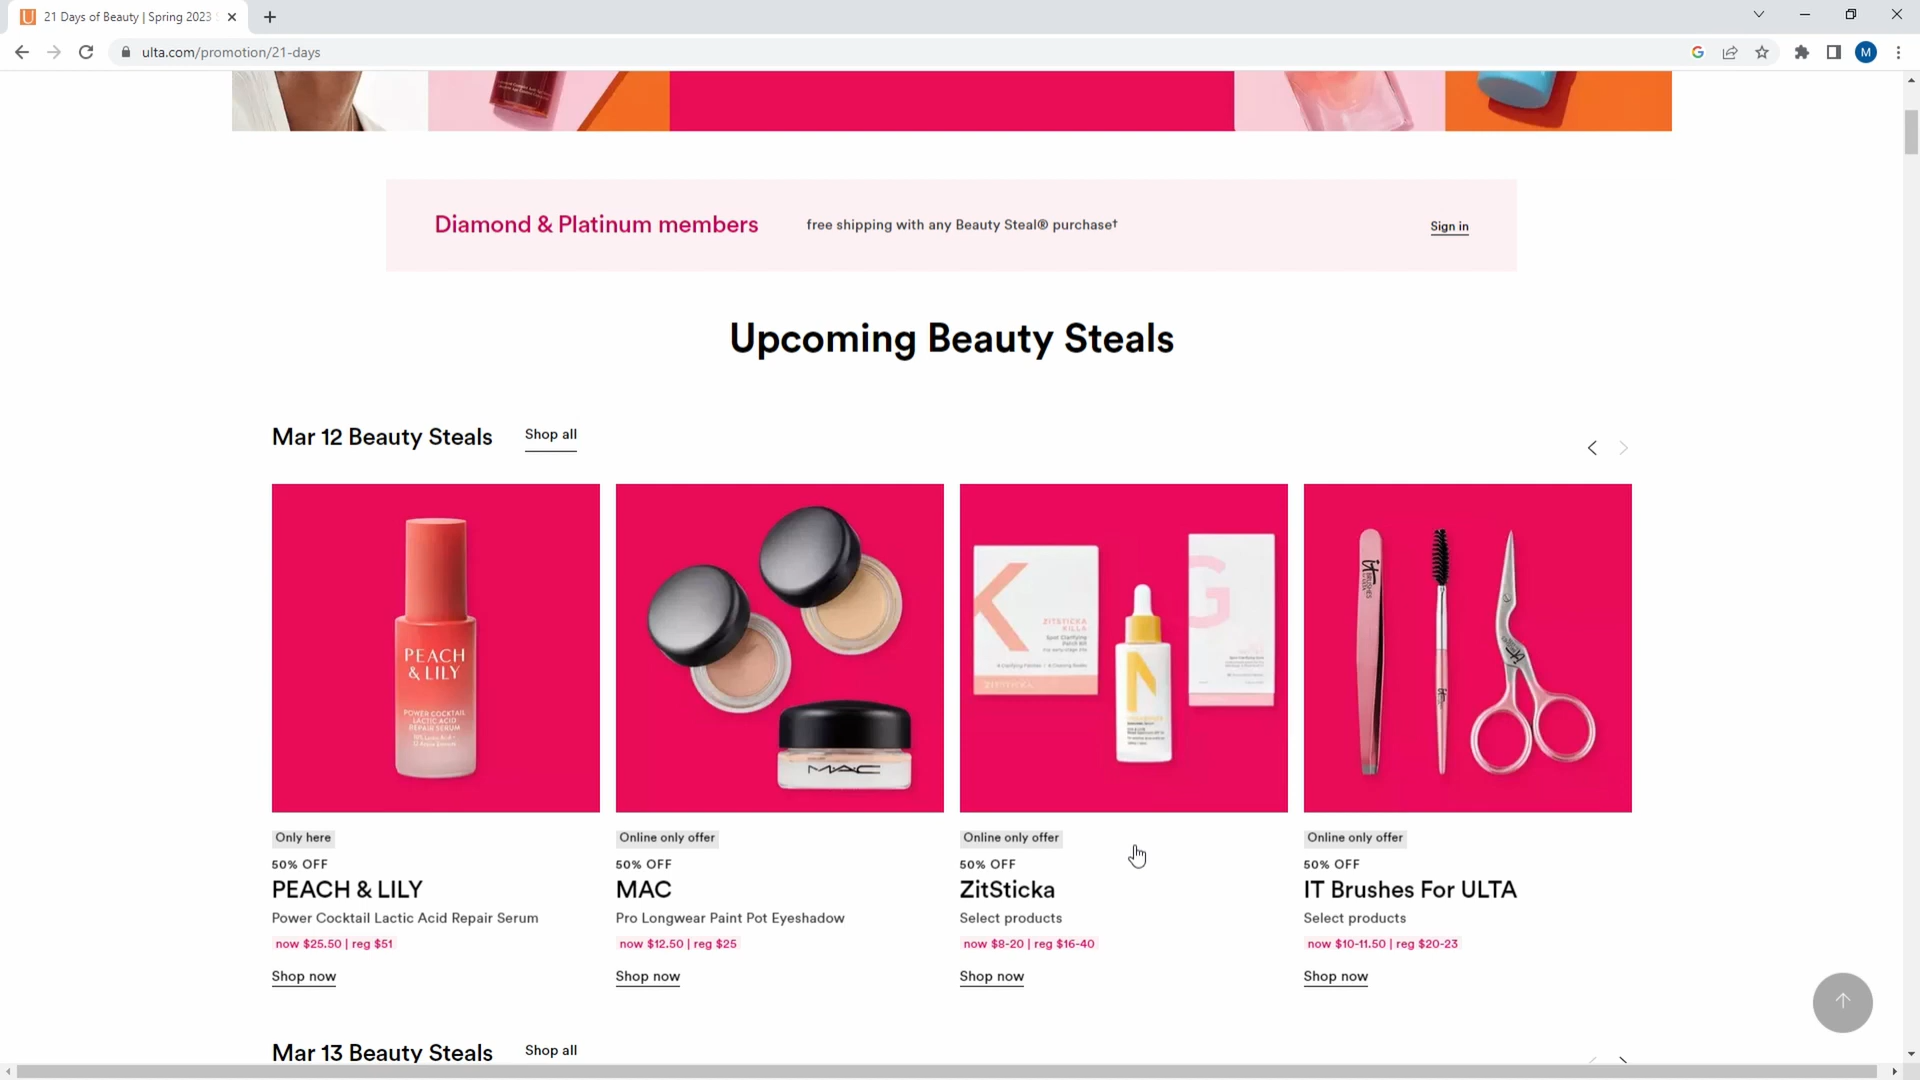 21 Days of Beauty | Spring 2023
ulta.com/promotion/21-days
M
Diamond & Platinum members
free shipping with any Beauty Steal® purchase†
Sign in
Upcoming Beauty Steals
Mar 12 Beauty Steals
Shop all
PEACH
& LILY
POWER COCKTAIL
LACTIC ACID
REPAIR SERUM
MAC
K
ZITSTICKA
KILLA
ZITSTICKA
N
G
it
Only here
50% OFF
PEACH & LILY
Power Cocktail Lactic Acid Repair Serum
now $25.50 | reg $51
Shop now
Online only offer
50% OFF
MAC
Pro Longwear Paint Pot Eyeshadow
now $12.50 | reg $25
Shop now
Online only offer
50% OFF
ZitSticka
Select products
now $8-20 | reg $16-40
Shop now
Online only offer
50% OFF
IT Brushes For ULTA
Select products
now $10-11.50 | reg $20-23
Shop now
Mar 13 Beauty Steals
Shop all